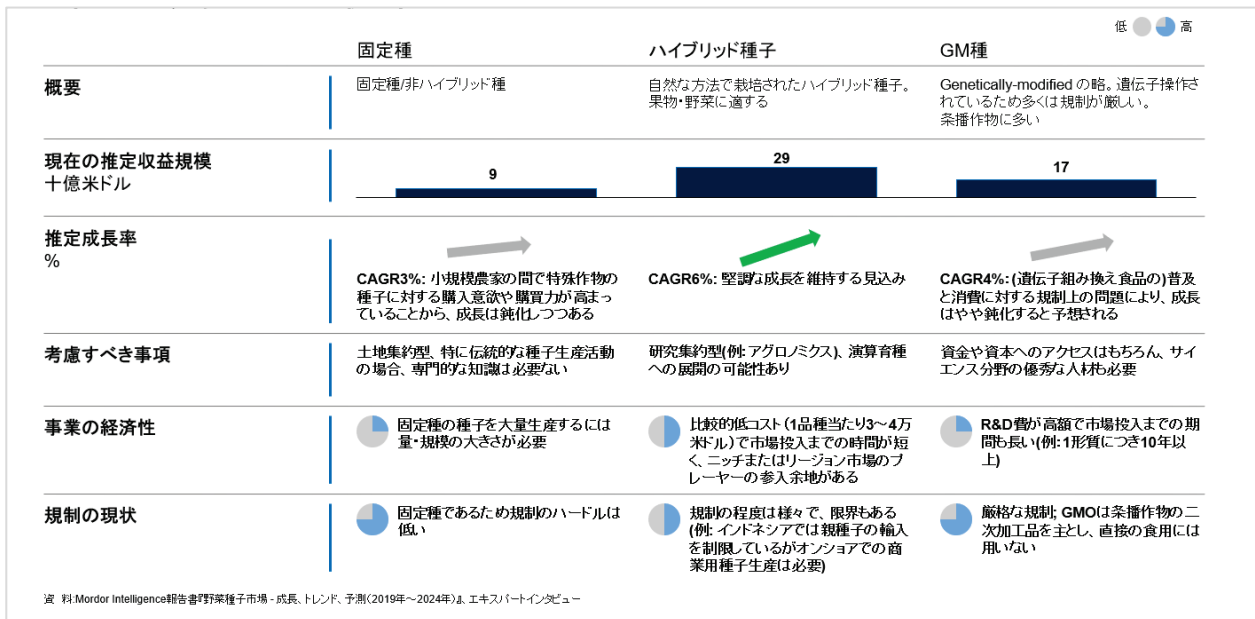 低 高
固定種 ハイブリッド種子 GM種
概要
固定種/非ハイブリッド種
自然な方法で栽培されたハイブリッド種子。
果物・野菜に適する
Genetically-modified の略。遺伝子操作さ
れているため多くは規制が厳しい。
条播作物に多い
現在の推定収益規模
十億米ドル
9
29
17
推定成長率
%
CAGR3%: 小規模農家の間で特殊作物の
種子に対する購入意欲や購買力が高まっ
ていることから、成長は鈍化しつつある
CAGR6%: 堅調な成長を維持する見込み
CAGR4%: (遺伝子組み換え食品の)普及
と消費に対する規制上の問題により、成長
はやや鈍化すると予想される
考慮すべき事項
土地集約型、特に伝統的な種子生産活動
の場合、専門的な知識は必要ない
研究集約型(例: アグロノミクス)、演算育種
への展開の可能性あり
資金や資本へのアクセスはもちろん、サイ
エンス分野の優秀な人材も必要
事業の経済性
固定種の種子を大量生産するには
量・規模の大きさが必要
比較的低コスト(1品種当たり3~4万
米ドル)で市場投入までの時間が短
く、ニッチまたはリージョン市場のプ
レーヤーの参入余地がある
R&D費が高額で市場投入までの期
間も長い(例: 1形質につき10年以
上)
規制の現状
固定種であるため規制のハードルは
低い
規制の程度は様々で、限界もある
(例: インドネシアでは親種子の輸入
を制限しているがオンショアでの商
業用種子生産は必要)
厳格な規制; GMOは条播作物の二
次加工品を主とし、直接の食用には
用いない
資 料:Mordor Intelligence報告書『野菜種子市場 - 成長、トレンド、予測(2019年~2024年)』、エキスパートインタビュー